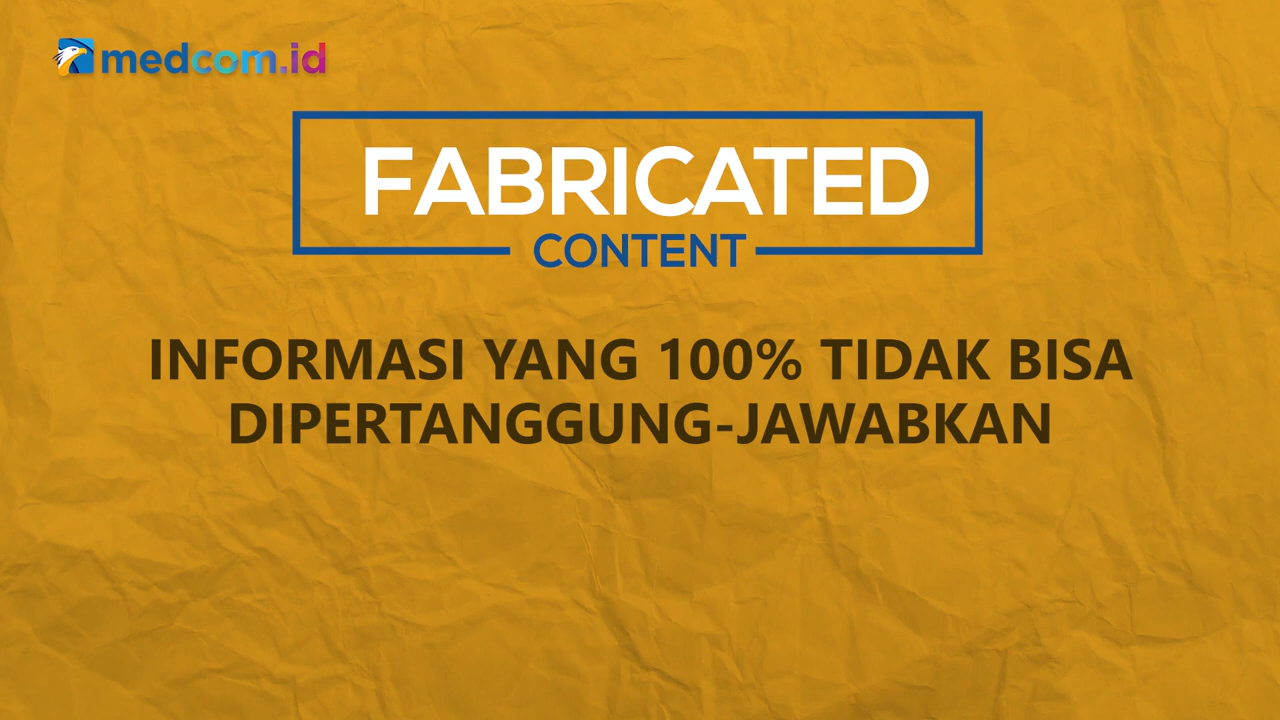 medcom.id
FABRICATED
CONTENT
INFORMASI YANG 100% TIDAK BISA
DIPERTANGGUNG-JAWABKAN